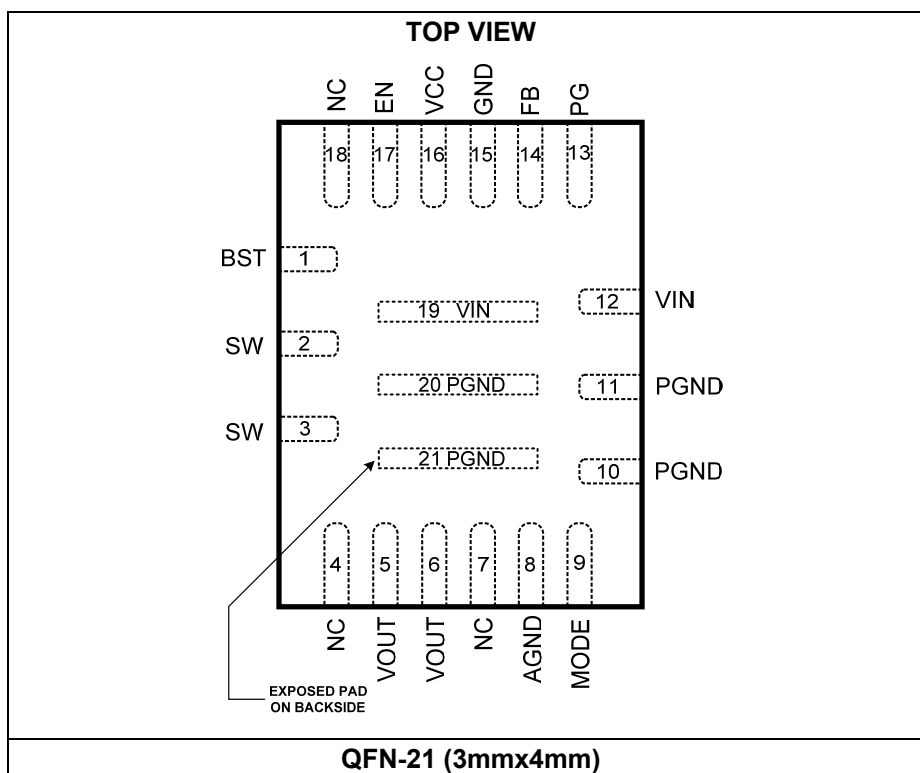 TOP VIEW
NC EN VCC GND FB PG
18 17 16 15 14 13
BST 1
19 VIN
12 VIN
SW 2
20 PGND
11 PGND
SW 3
21 PGND
10 PGND
4 5 6 7 8 9
NC VOUT VOUT NC AGND MODE
EXPOSED PAD
ON BACKSIDE
QFN-21 (3mmx4mm)